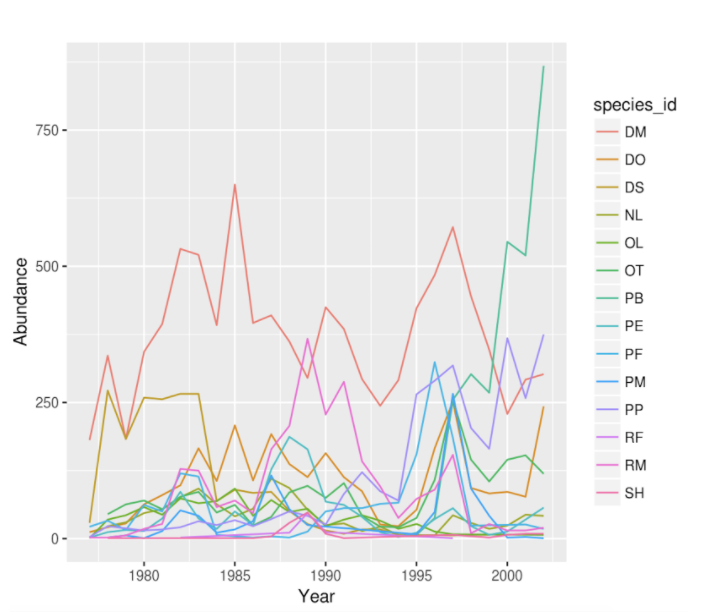 species_id
DM
DO
DS
NL
OL
OT
PB
PE
PF
PM
PP
RF
RM
SH
Abundance
750
500
250
0
1980 1985 1990 1995 2000
Year